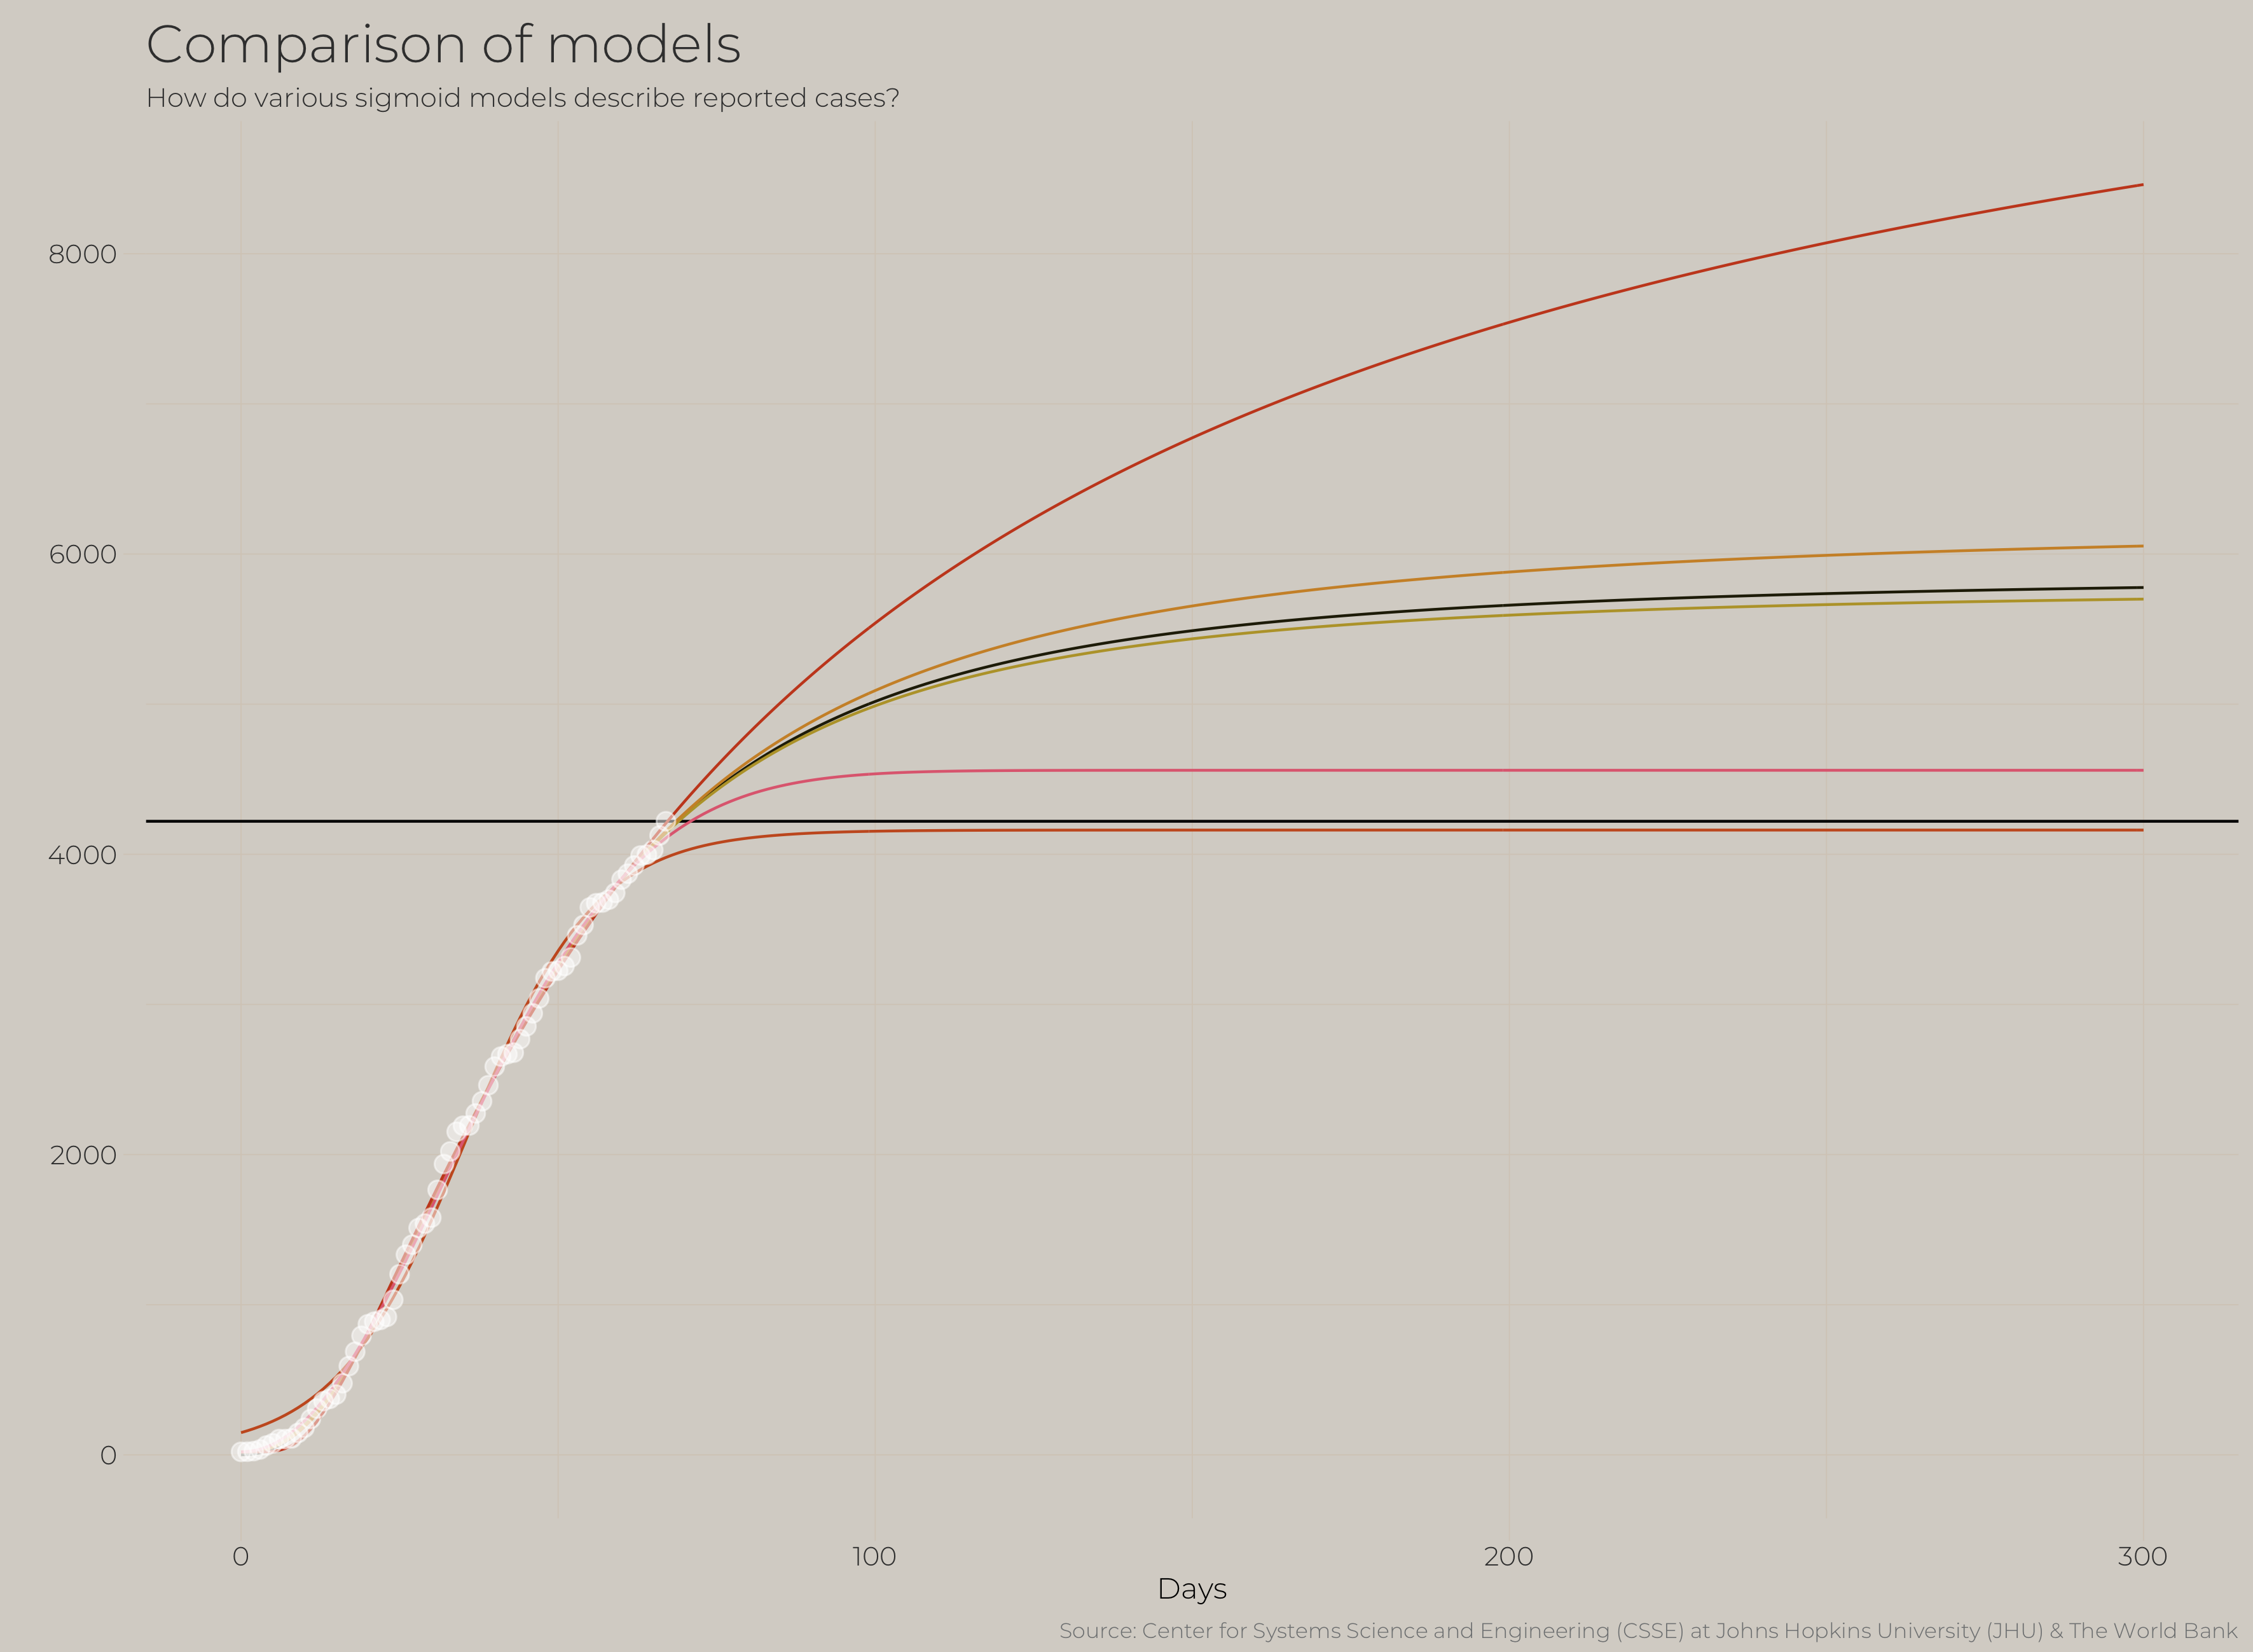 Comparison of models
How do various sigmoid models describe reported cases?
8000
6000
4000
2000
0
0 100 200 300
Days
Source: Center for Systems Science and Engineering (CSSE) at Johns Hopkins University (JHU) & The World Bank